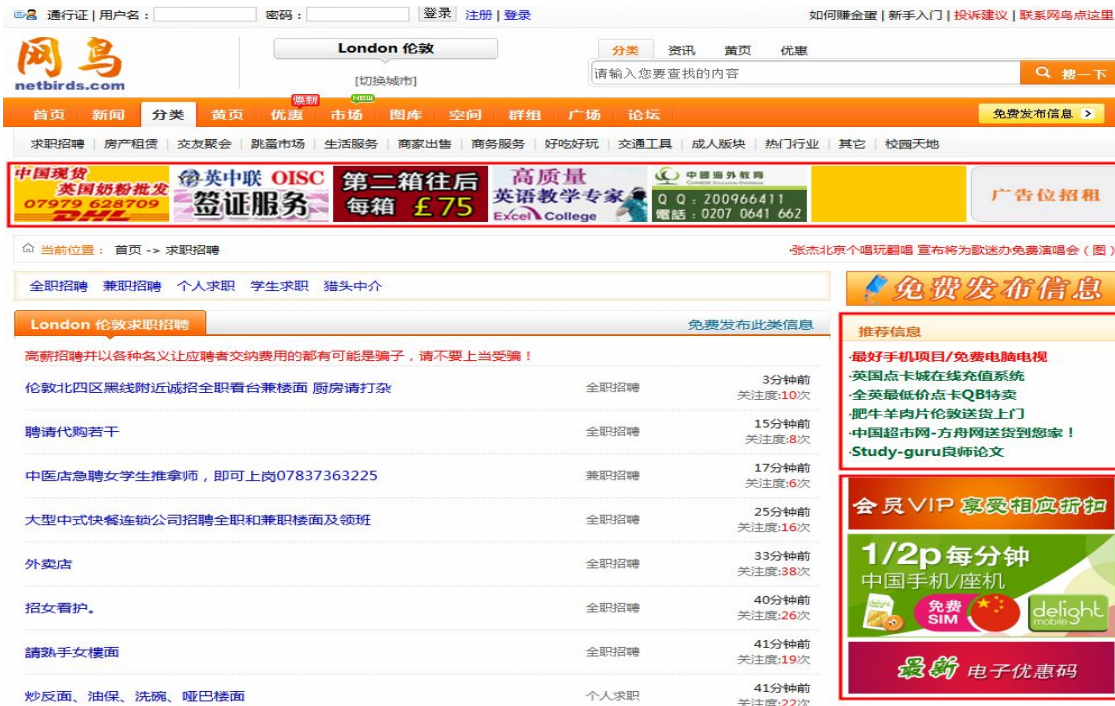 通行证 | 用户名： 密码： 登录 注册 | 登录 如何赚金蛋 | 新手入门 | 投诉建议 | 联系网鸟点这里
网鸟
netbirds.com
London 伦敦
[切换城市]
分类 资讯 黄页 优惠
请输入您要查找的内容 搜一下
焕新 NEW
首页 新闻 分类 黄页 优惠 市场 图库 空间 群组 广场 论坛 免费发布信息
求职招聘 | 房产租赁 | 交友聚会 | 跳蚤市场 | 生活服务 | 商家出售 | 商务服务 | 好吃好玩 | 交通工具 | 成人版块 | 热门行业 | 其它 | 校园天地
中国现货
英国奶粉批发
07979 628709
DHL
英中联 OISC
签证服务
第二箱往后
每箱 £75
高质量
英语教学专家
Excel College
中國海外教育
Q Q : 200966411
電話 : 0207 0641 662
广告位招租
当前位置： 首页 -> 求职招聘
·张杰北京个唱玩翻唱 宣布将为歌迷办免费演唱会（图）
全职招聘 兼职招聘 个人求职 学生求职 猎头中介
免费发布信息
London 伦敦求职招聘 免费发布此类信息
高薪招聘并以各种名义让应聘者交纳费用的都有可能是骗子，请不要上当受骗！
伦敦北四区黑线附近诚招全职看台兼楼面 厨房请打杂 全职招聘 3分钟前
关注度:10次
聘请代购若干 全职招聘 15分钟前
关注度:8次
中医店急聘女学生推拿师，即可上岗07837363225 兼职招聘 17分钟前
关注度:6次
大型中式快餐连锁公司招聘全职和兼职楼面及领班 全职招聘 25分钟前
关注度:16次
外卖店 全职招聘 33分钟前
关注度:38次
招女看护。 全职招聘 40分钟前
关注度:26次
請熟手女樓面 全职招聘 41分钟前
关注度:19次
炒反面、油保、洗碗、哑巴楼面 个人求职 41分钟前
关注度:22次
推荐信息
·最好手机项目/免费电脑电视
·英国点卡城在线充值系统
·全英最低价点卡QB特卖
·肥牛羊肉片伦敦送货上门
·中国超市网-方舟网送货到您家！
·Study-guru良师论文
会员VIP 享受相应折扣
1/2p每分钟
中国手机/座机
免费
SIM
delight
mobile
最新 电子优惠码